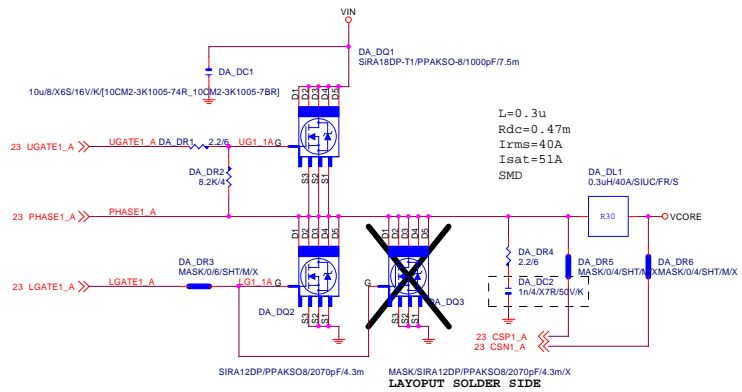 VIN
DA_DQ1
SiRA18DP-T1/PPAKSO-8/1000pF/7.5m
DA_DC1
10u/8/X6S/16V/K/[10CM2-3K1005-74R_10CM2-3K1005-7BR]
D1 D2 D3 D4 D5
L=0.3u
Rdc=0.47m
Irms=40A
Isat=51A
SMD
23 UGATE1_A UGATE1_A DA_DR1 2.2/6 UG1_1A G
S3 S2 S1
DA_DR2
8.2K/4
DA_DL1
0.3uH/40A/SIUC/FR/S
R30
VCORE
23 PHASE1_A PHASE1_A
D1 D2 D3 D4 D5
D1 D2 D3 D4 D5
DA_DR3
MASK/0/6/SHT/M/X
DA_DR4
2.2/6
DA_DR5
MASK/0/4/SHT/M/X
DA_DR6
MASK/0/4/SHT/M/X
23 LGATE1_A LGATE1_A LG1_1A G
G
DA_DC2
1n/4/X7R/50V/K
DA_DQ2
S3 S2 S1
DA_DQ3
S3 S2 S1
23 CSP1_A
23 CSN1_A
SIRA12DP/PPAKSO8/2070pF/4.3m
MASK/SIRA12DP/PPAKSO8/2070pF/4.3m/X
LAYOPUT SOLDER SIDE